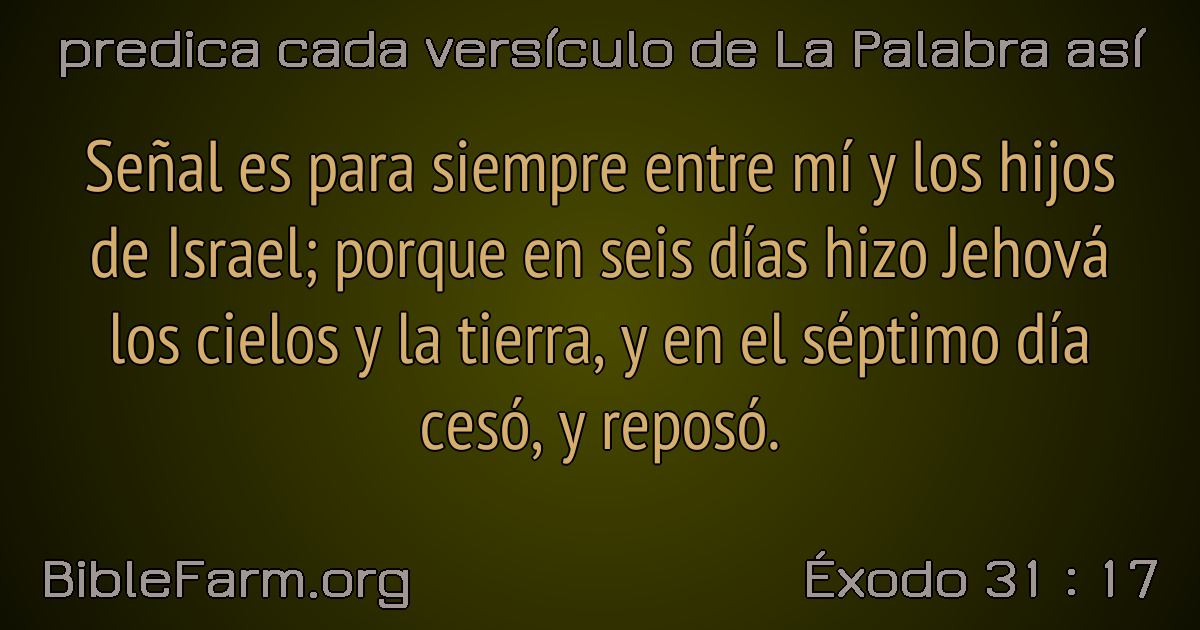 predica cada versículo de La Palabra así
Señal es para siempre entre mí y los hijos
de Israel; porque en seis días hizo Jehová
los cielos y la tierra, y en el séptimo día
cesó, y reposó.
BibleFarm.org
Éxodo 31 : 17